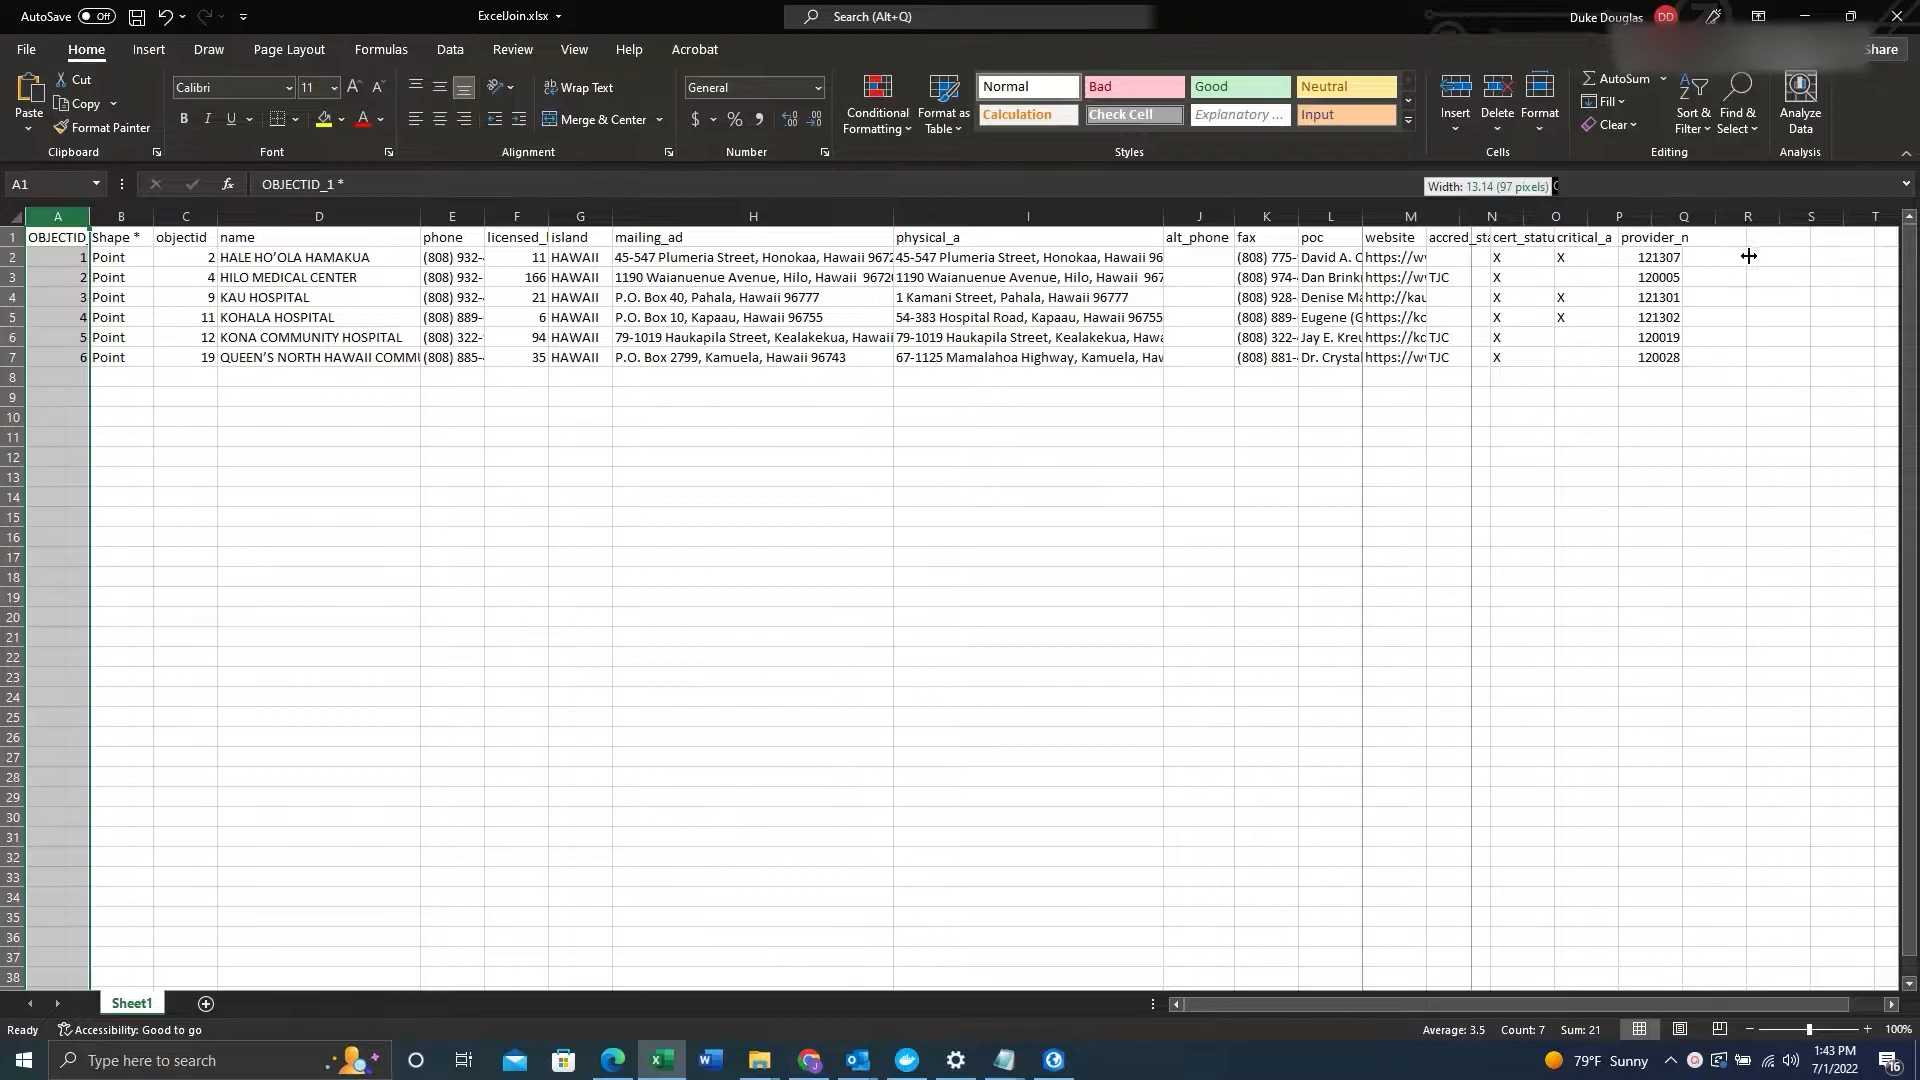 AutoSave Off ExcelJoin.xlsx Search (Alt+Q) Duke Douglas DD
File Home Insert Draw Page Layout Formulas Data Review View Help Acrobat Share
Paste Cut Copy Format Painter
Calibri 11
B I U
Wrap Text
Merge & Center
General
$ %
Conditional Formatting
Format as Table
Normal Bad Good Neutral
Calculation Check Cell Explanatory ... Input
Insert Delete Format
AutoSum Fill Clear
Sort & Filter Find & Select
Analyze Data
Clipboard Font Alignment Number Styles Cells Editing Analysis
A1 fx OBJECTID_1 * Width: 13.14 (97 pixels)
A B C D E F G H I J K L M N O P Q R S T
1 OBJECTID_ Shape * objectid name phone licensed_ island mailing_ad physical_a alt_phone fax poc website accred_sta cert_statu critical_a provider_n
2 1 Point 2 HALE HO'OLA HAMAKUA (808) 932- 11 HAWAII 45-547 Plumeria Street, Honokaa, Hawaii 9672 45-547 Plumeria Street, Honokaa, Hawaii 96 (808) 775- David A. C https://w X X 121307
3 2 Point 4 HILO MEDICAL CENTER (808) 932- 166 HAWAII 1190 Waianuenue Avenue, Hilo, Hawaii 9672 1190 Waianuenue Avenue, Hilo, Hawaii 967 (808) 974- Dan Brink https://w TJC X 120005
4 3 Point 9 KAU HOSPITAL (808) 932- 21 HAWAII P.O. Box 40, Pahala, Hawaii 96777 1 Kamani Street, Pahala, Hawaii 96777 (808) 928- Denise Ma http://kau X X 121301
5 4 Point 11 KOHALA HOSPITAL (808) 889- 6 HAWAII P.O. Box 10, Kapaau, Hawaii 96755 54-383 Hospital Road, Kapaau, Hawaii 96755 (808) 889- Eugene (G https://kc X X 121302
6 5 Point 12 KONA COMMUNITY HOSPITAL (808) 322- 94 HAWAII 79-1019 Haukapila Street, Kealakekua, Hawaii 79-1019 Haukapila Street, Kealakekua, Hawa (808) 322- Jay E. Kreu https://kc TJC X 120019
7 6 Point 19 QUEEN'S NORTH HAWAII COMMU (808) 885- 35 HAWAII P.O. Box 2799, Kamuela, Hawaii 96743 67-1125 Mamalahoa Highway, Kamuela, Haw (808) 881- Dr. Crystal https://w TJC X 120028
8
9
10
11
12
13
14
15
16
17
18
19
20
21
22
23
24
25
26
27
28
29
30
31
32
33
34
35
36
37
38
Sheet1
Ready Accessibility: Good to go Average: 3.5 Count: 7 Sum: 21 100%
Type here to search 79°F Sunny 1:43 PM
7/1/2022 16